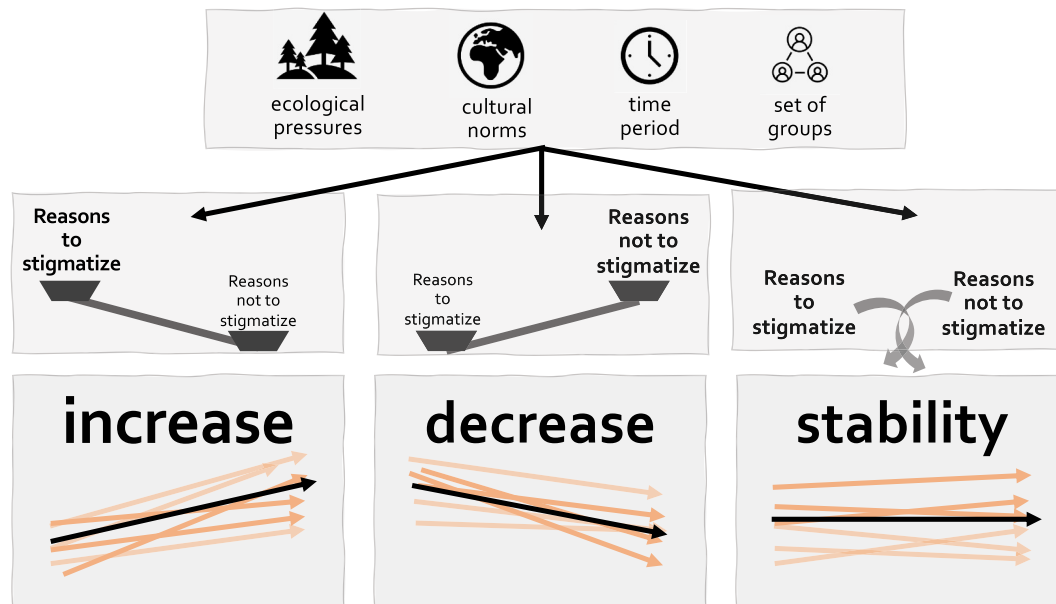 ecological
pressures
cultural
norms
time
period
set of
groups
Reasons
to
stigmatize
Reasons
not to
stigmatize
Reasons
to
stigmatize
Reasons
not to
stigmatize
Reasons
to
stigmatize
Reasons
not to
stigmatize
increase
decrease
stability